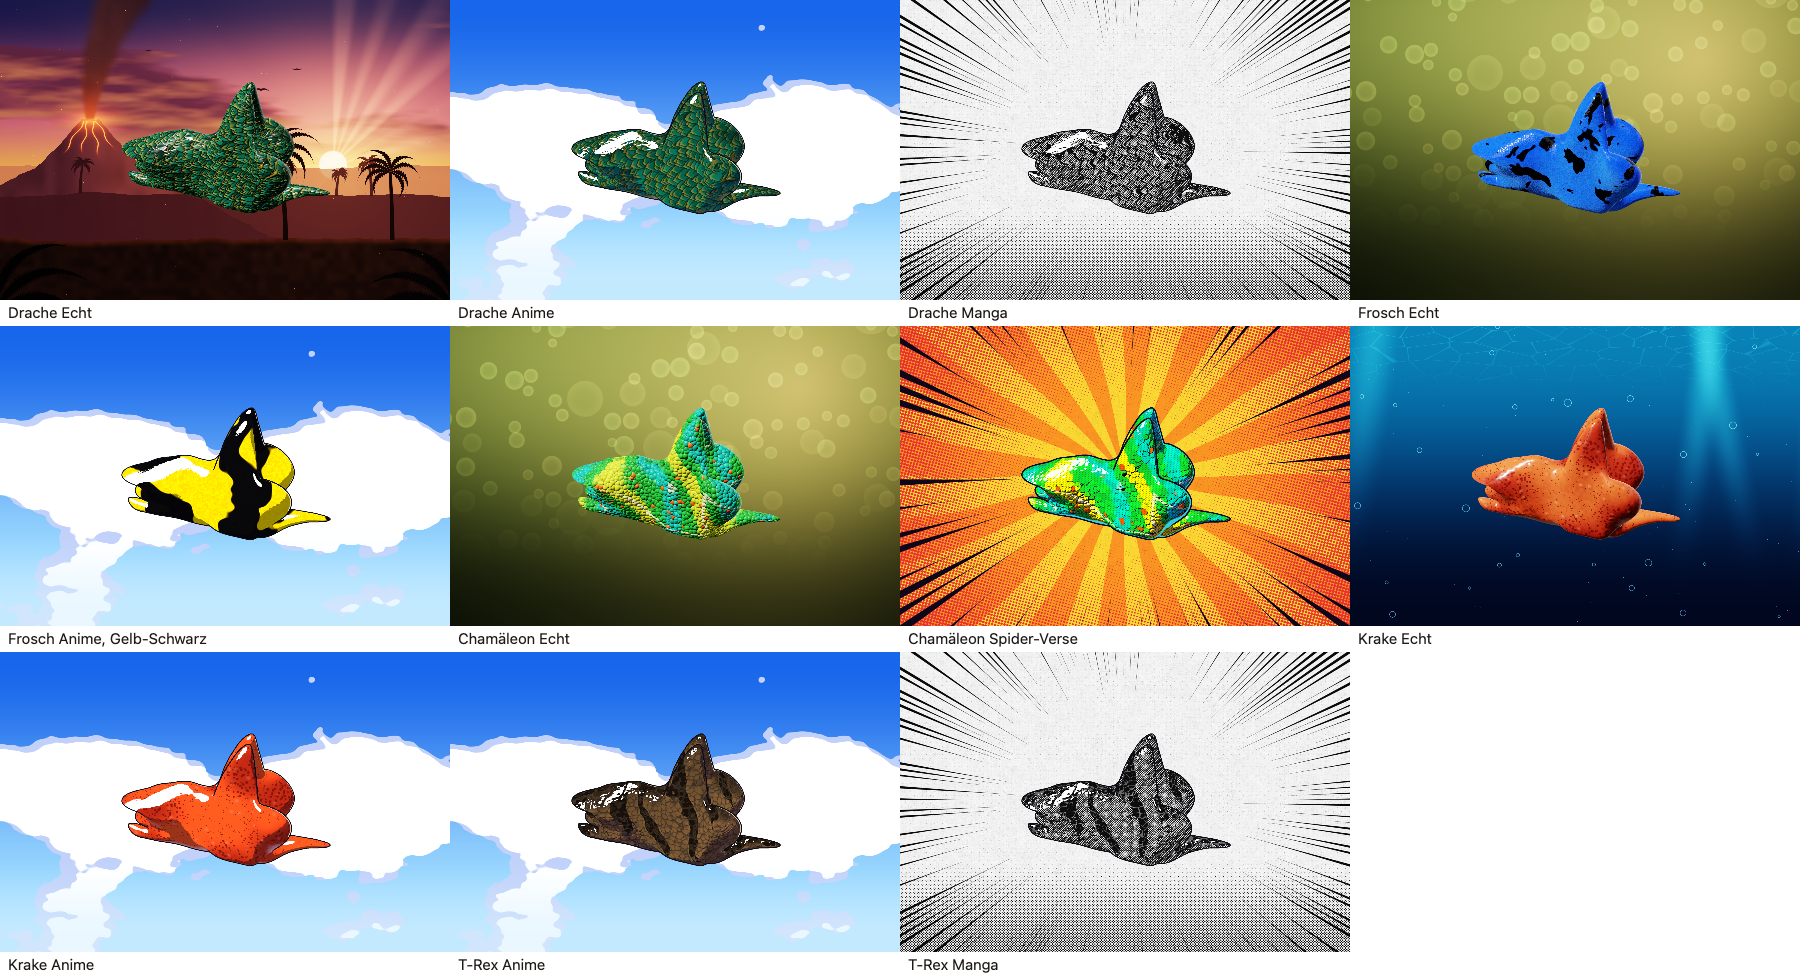 Drache Echt
Drache Anime
Drache Manga
Frosch Echt
Frosch Anime, Gelb-Schwarz
Chamäleon Echt
Chamäleon Spider-Verse
Krake Echt
Krake Anime
T-Rex Anime
T-Rex Manga